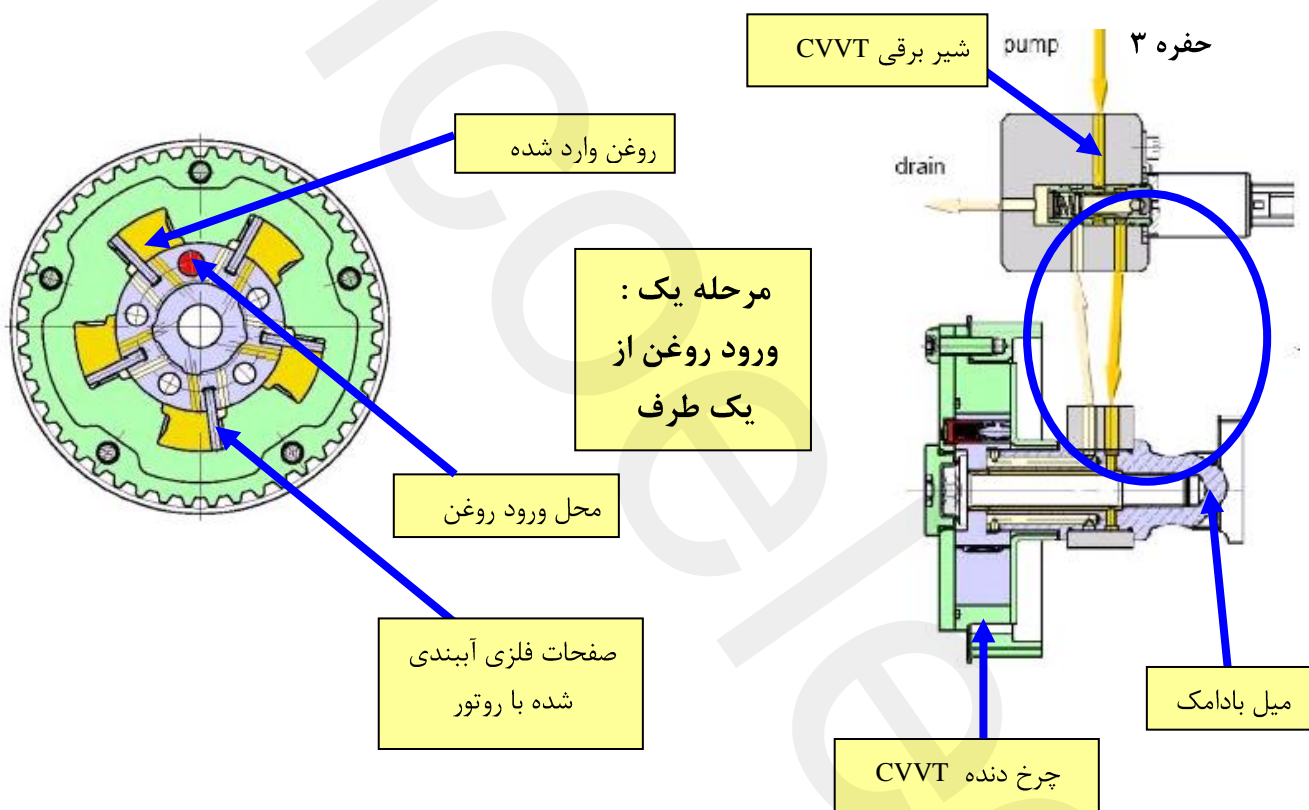 شیر برقی CVVT
pump
حفره ۳
روغن وارد شده
drain
مرحله یک :
ورود روغن از
یک طرف
محل ورود روغن
صفحات فلزی آببندی
شده با روتور
میل بادامک
چرخ دنده CVVT